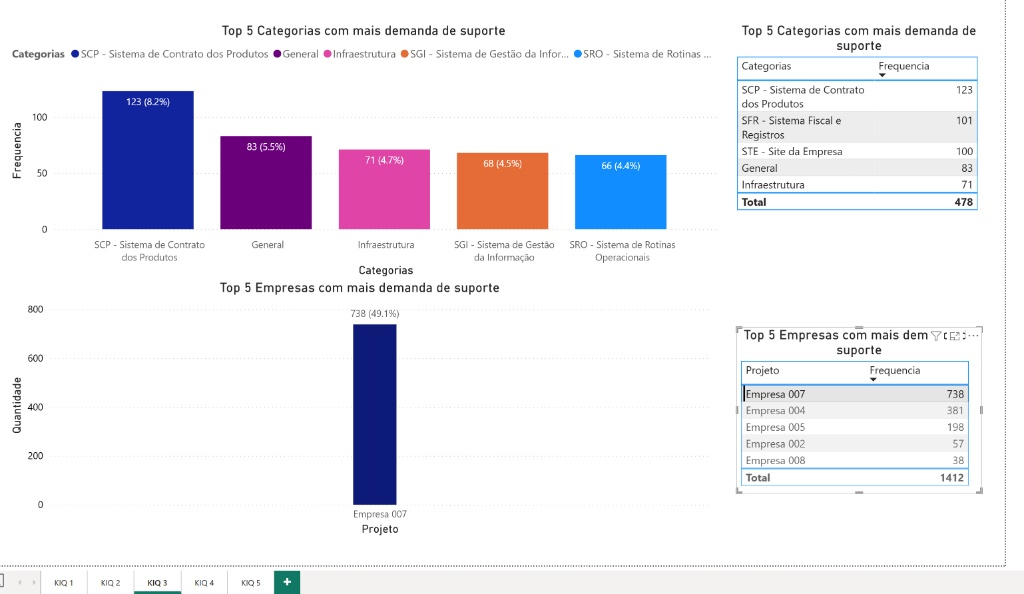 Top 5 Categorias com mais demanda de suporte
Categorias SCP - Sistema de Contrato dos Produtos General Infraestrutura SGI - Sistema de Gestão da Infor... SRO - Sistema de Rotinas ...
Frequencia
100
50
0
123 (8.2%)
83 (5.5%)
71 (4.7%)
68 (4.5%)
66 (4.4%)
SCP - Sistema de Contrato
dos Produtos
General
Infraestrutura
SGI - Sistema de Gestão
da Informação
SRO - Sistema de Rotinas
Operacionais
Categorias
Top 5 Categorias com mais demanda de
suporte
Categorias Frequencia
SCP - Sistema de Contrato
dos Produtos 123
SFR - Sistema Fiscal e
Registros 101
STE - Site da Empresa 100
General 83
Infraestrutura 71
Total 478
Top 5 Empresas com mais demanda de suporte
Quantidade
800
600
400
200
0
738 (49.1%)
Empresa 007
Projeto
Top 5 Empresas com mais dem
suporte
Projeto Frequencia
Empresa 007 738
Empresa 004 381
Empresa 005 198
Empresa 002 57
Empresa 008 38
Total 1412
KIQ 1 KIQ 2 KIQ 3 KIQ 4 KIQ 5 +